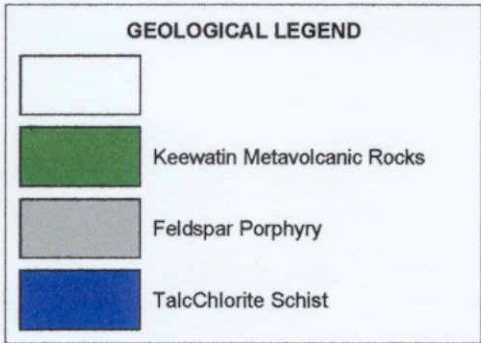 GEOLOGICAL LEGEND
Keewatin Metavolcanic Rocks
Feldspar Porphyry
TalcChlorite Schist